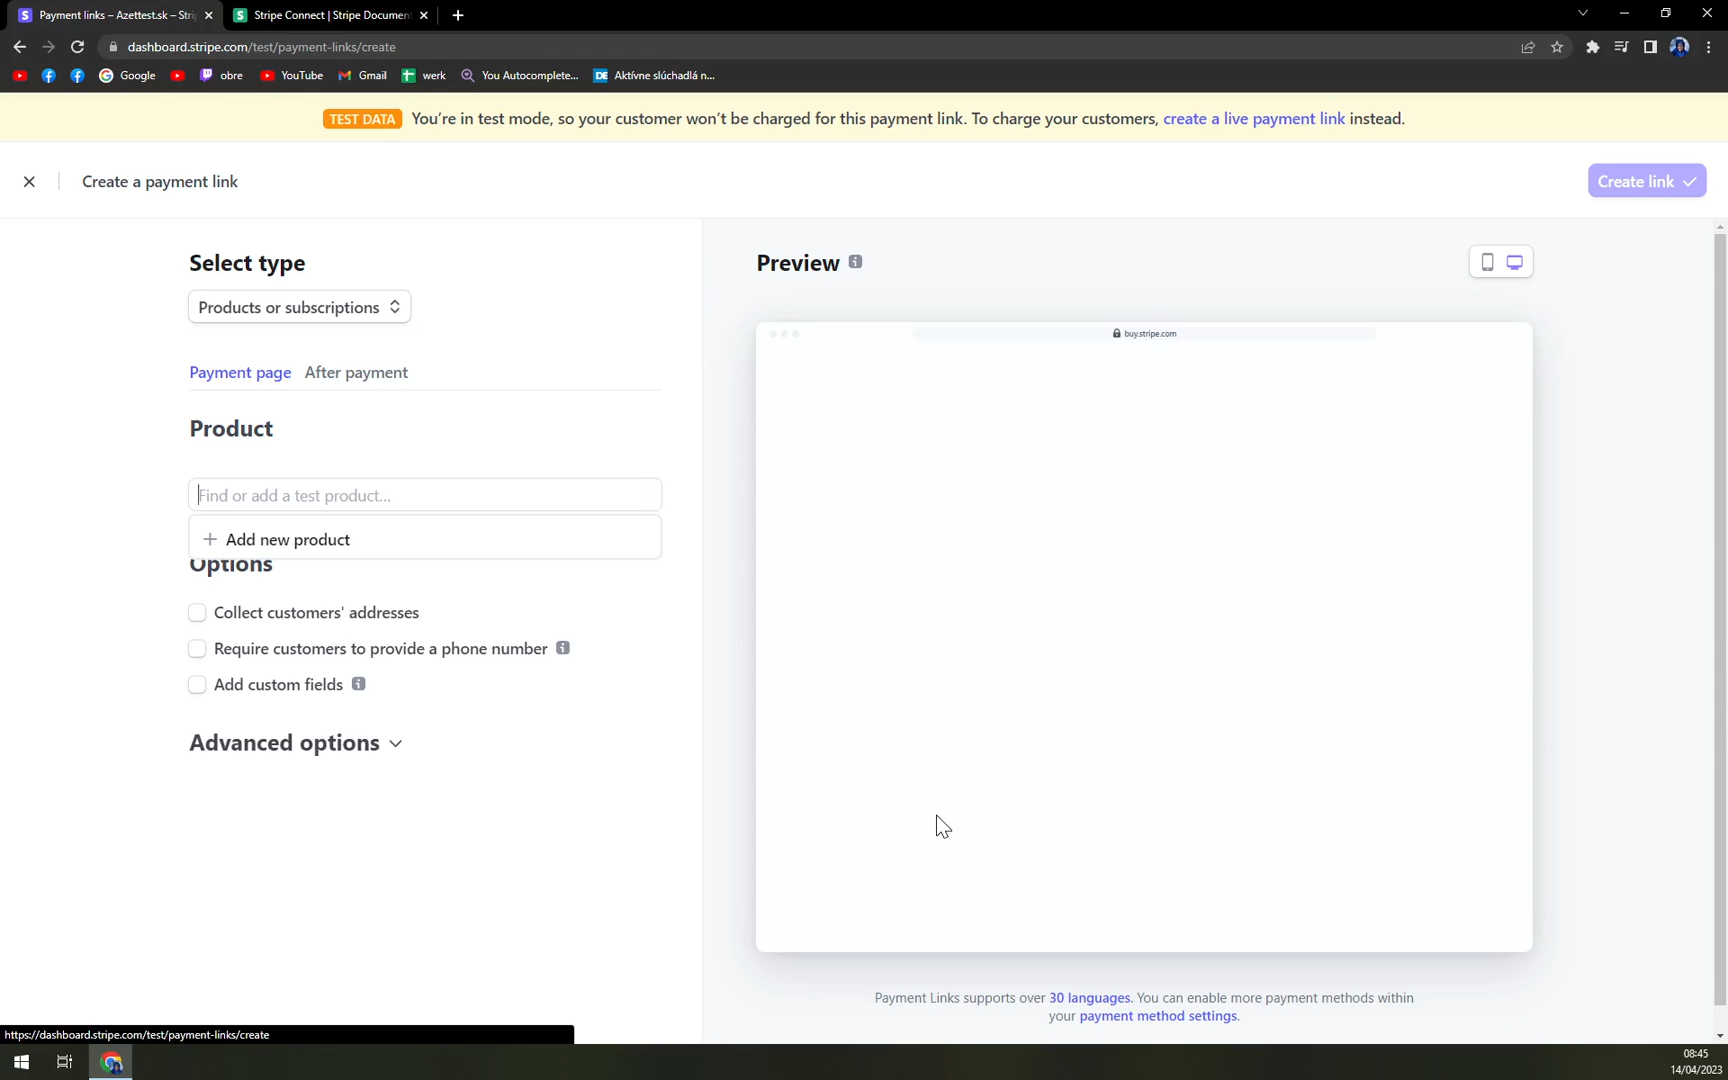 Payment links – Azettest.sk – Stri
Stripe Connect | Stripe Document
dashboard.stripe.com/test/payment-links/create
Google
obre
YouTube
Gmail
werk
You Autocomplete...
DE Aktívne slúchadlá n...
TEST DATA You're in test mode, so your customer won't be charged for this payment link. To charge your customers, create a live payment link instead.
Create a payment link
Create link
Select type
Products or subscriptions
Payment page After payment
Product
Find or add a test product...
Add new product
Options
Collect customers' addresses
Require customers to provide a phone number
Add custom fields
Advanced options
Preview
buy.stripe.com
Payment Links supports over 30 languages. You can enable more payment methods within
your payment method settings.
https://dashboard.stripe.com/test/payment-links/create
08:45
14/04/2023